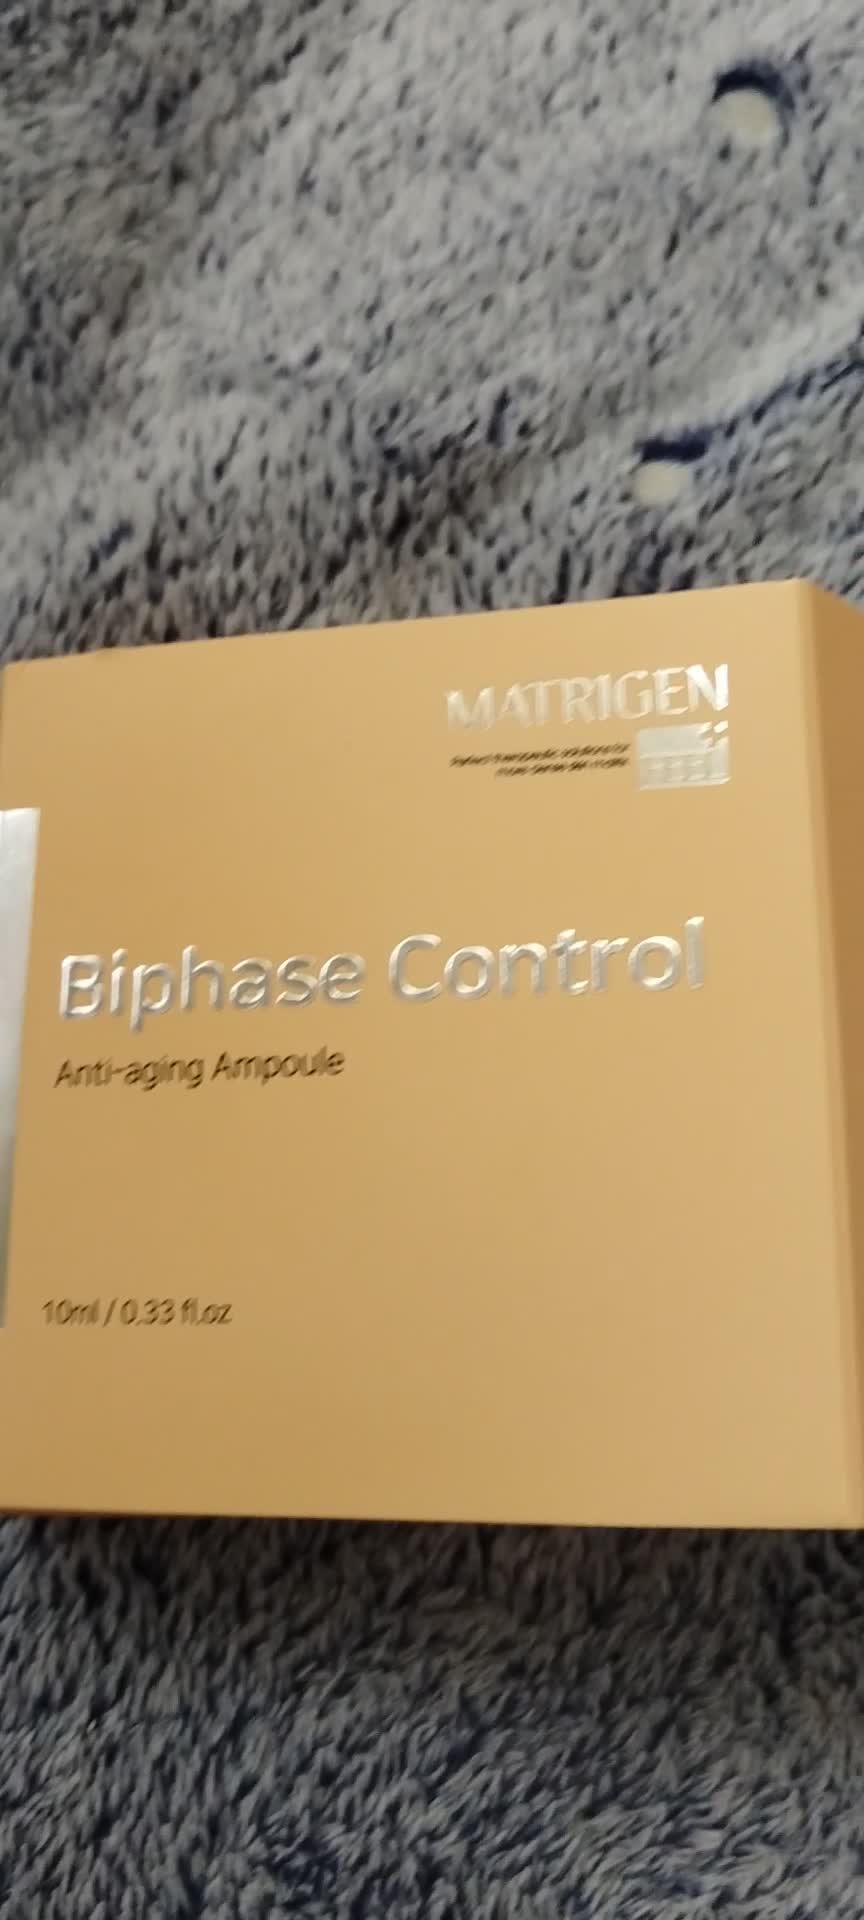 MATRIGEN
Biphase Control
Anti-aging Ampoule
10ml / 0.33 fl.oz